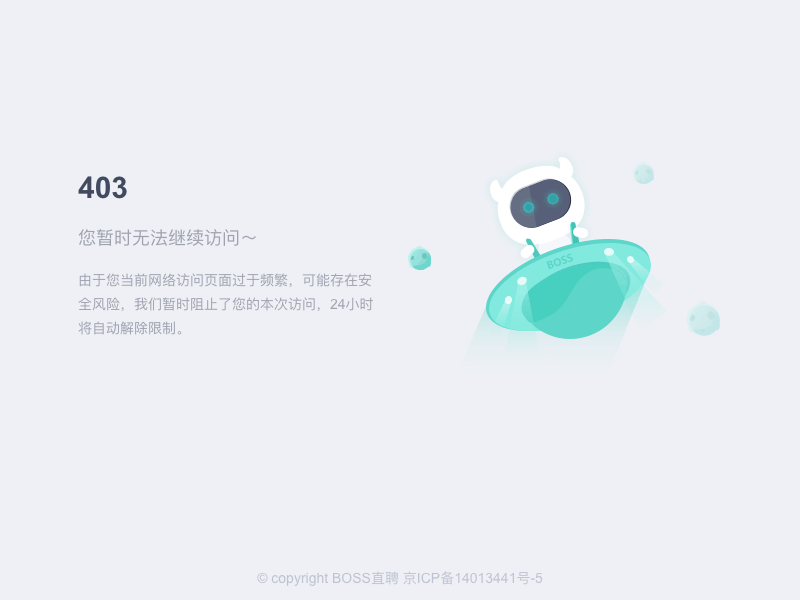 403
您暂时无法继续访问～
由于您当前网络访问页面过于频繁，可能存在安
全风险，我们暂时阻止了您的本次访问，24小时
将自动解除限制。
BOSS
© copyright BOSS直聘 京ICP备14013441号-5